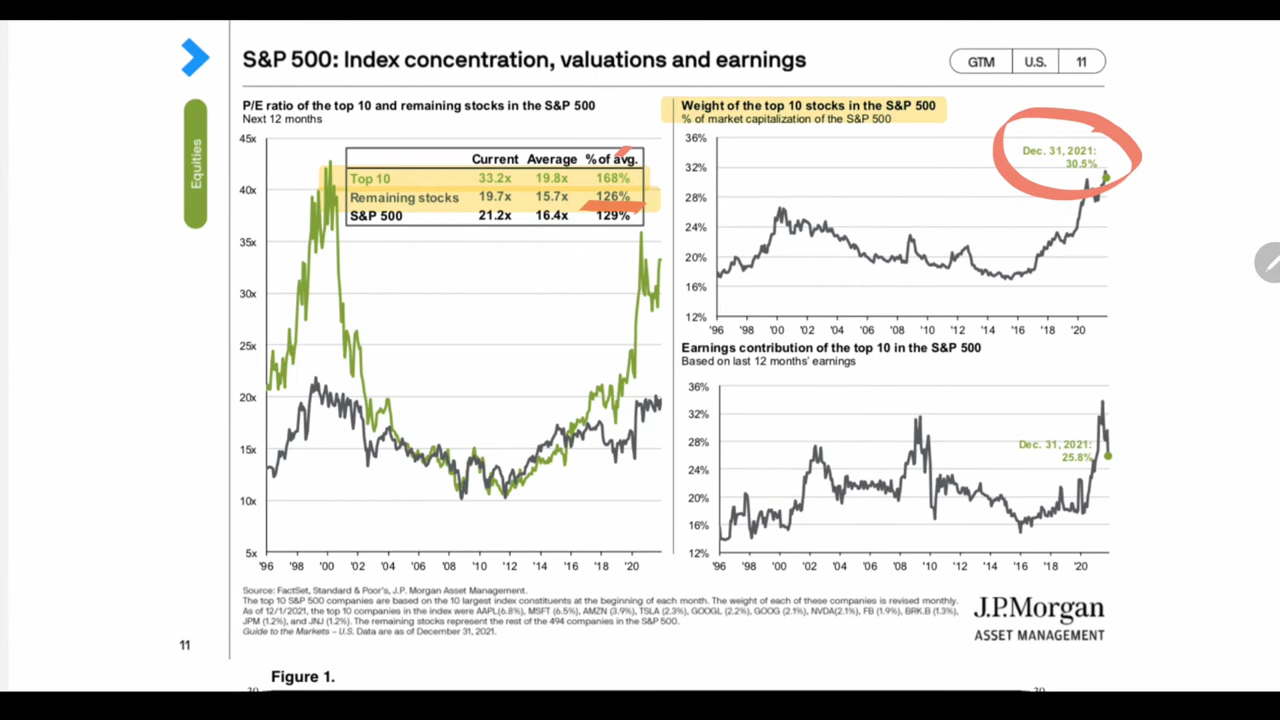 S&P 500: Index concentration, valuations and earnings
GTM U.S. 11
Equities
P/E ratio of the top 10 and remaining stocks in the S&P 500
Next 12 months
45x
40x
35x
30x
25x
20x
15x
10x
5x
'96 '98 '00 '02 '04 '06 '08 '10 '12 '14 '16 '18 '20
Current Average % of avg.
Top 10 33.2x 19.8x 168%
Remaining stocks 19.7x 15.7x 126%
S&P 500 21.2x 16.4x 129%
Weight of the top 10 stocks in the S&P 500
% of market capitalization of the S&P 500
36%
32%
28%
24%
20%
16%
12%
Dec. 31, 2021:
30.5%
'96 '98 '00 '02 '04 '06 '08 '10 '12 '14 '16 '18 '20
Earnings contribution of the top 10 in the S&P 500
Based on last 12 months' earnings
36%
32%
28%
24%
20%
16%
12%
Dec. 31, 2021:
25.8%
'96 '98 '00 '02 '04 '06 '08 '10 '12 '14 '16 '18 '20
Source: FactSet, Standard & Poor's, J.P. Morgan Asset Management.
The top 10 S&P 500 companies are based on the 10 largest index constituents at the beginning of each month. The weight of each of these companies is revised monthly.
As of 12/1/2021, the top 10 companies in the index were AAPL(6.8%), MSFT (6.5%), AMZN (3.9%), TSLA (2.3%), GOOGL (2.2%), GOOG (2.1%), NVDA(2.1%), FB (1.9%), BRK.B (1.3%),
JPM (1.2%), and JNJ (1.2%). The remaining stocks represent the rest of the 494 companies in the S&P 500.
Guide to the Markets – U.S. Data are as of December 31, 2021.
J.P.Morgan
ASSET MANAGEMENT
11
Figure 1.